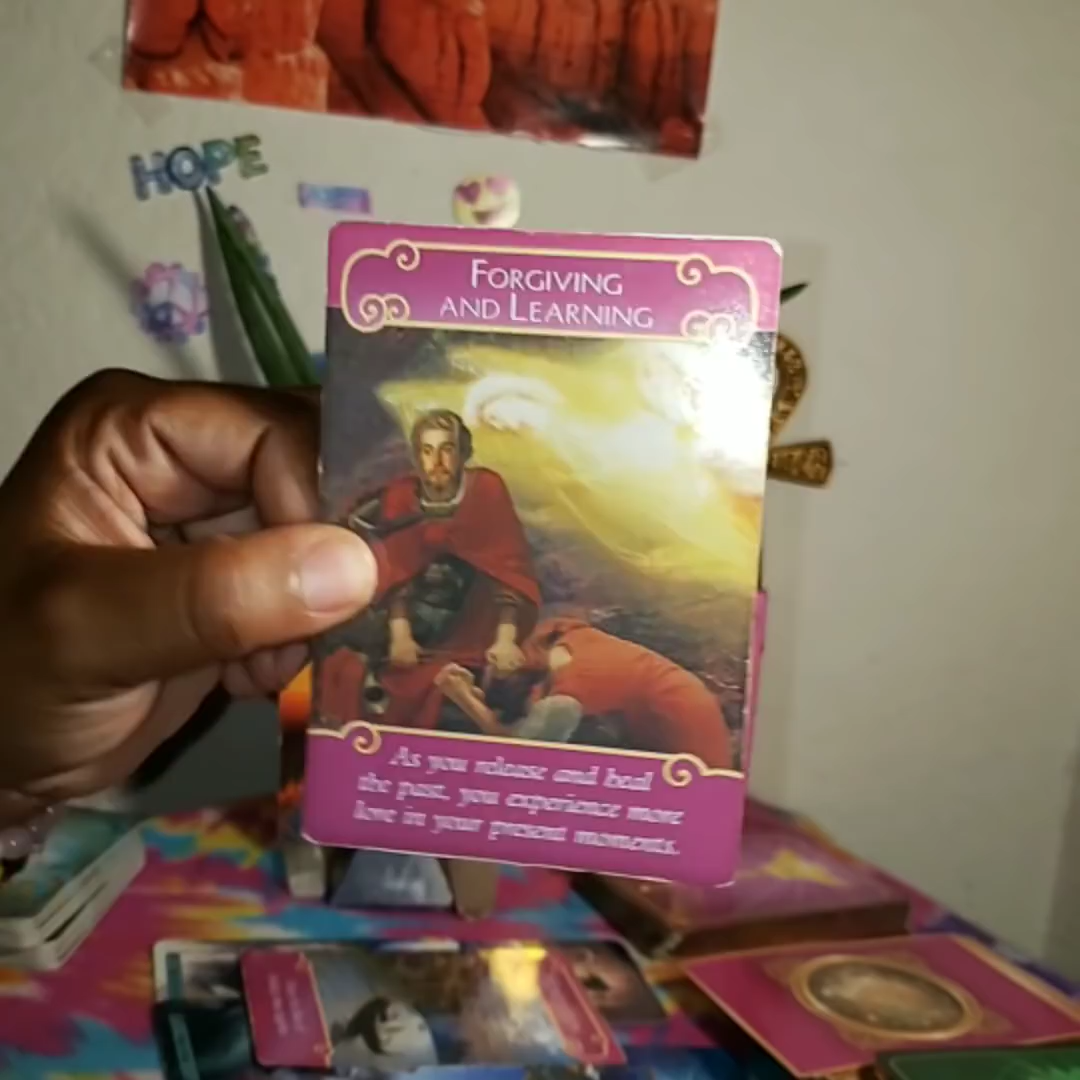 HOPE
FORGIVING
AND LEARNING
As you release and heal
the past, you experience more
love in your present moments.